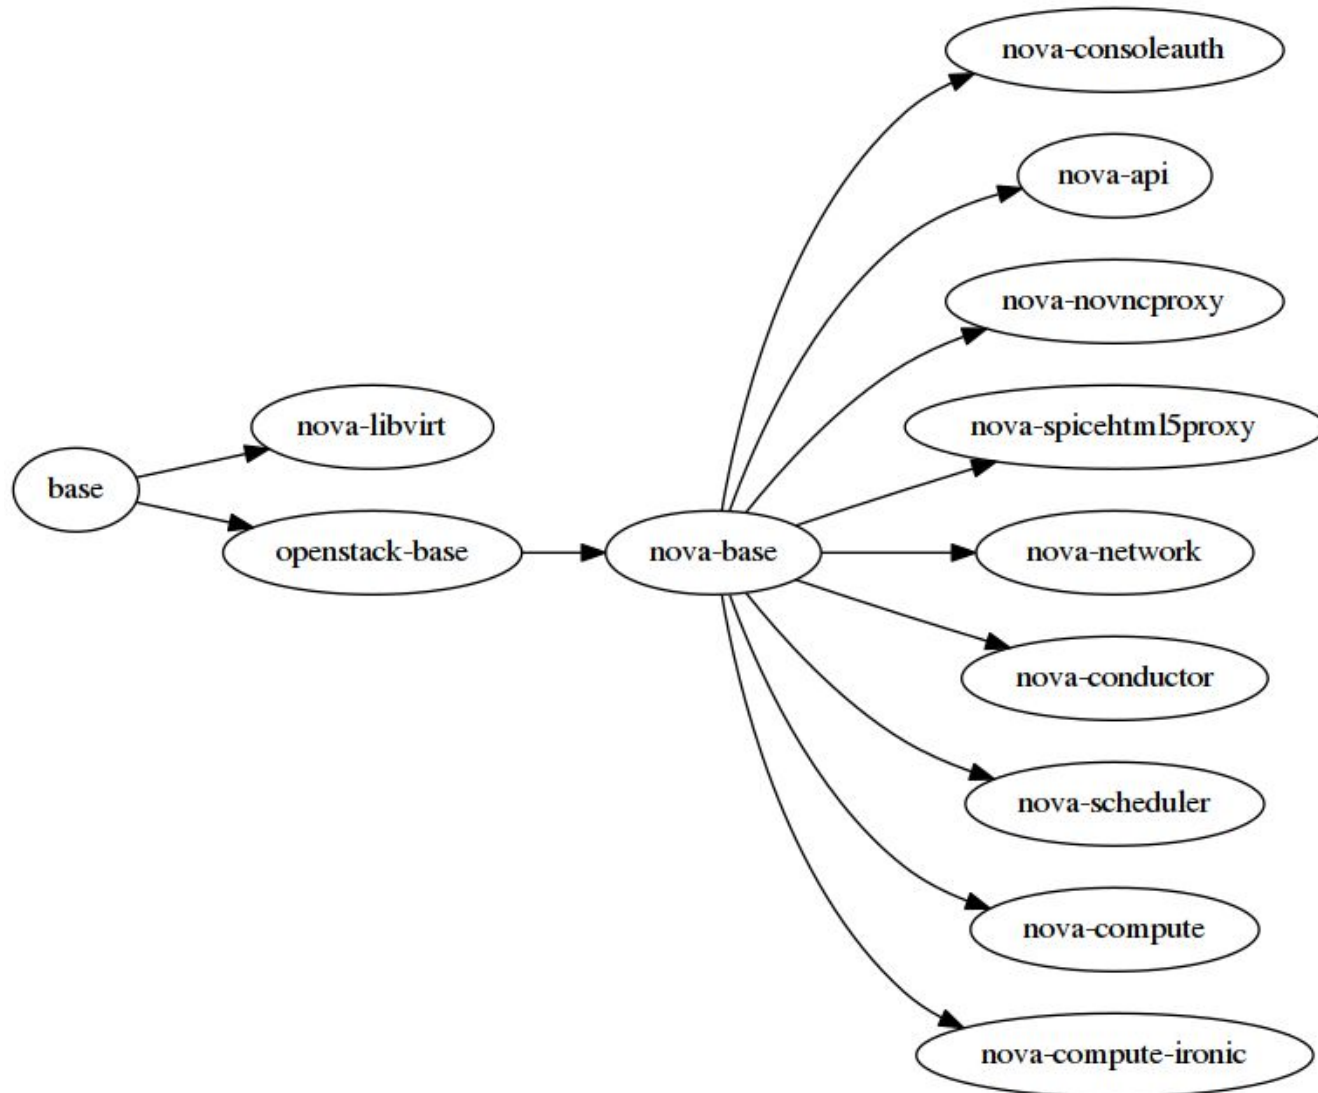 nova-consoleauth
nova-api
nova-novncproxy
nova-libvirt
nova-spicehtml5proxy
base
openstack-base
nova-base
nova-network
nova-conductor
nova-scheduler
nova-compute
nova-compute-ironic